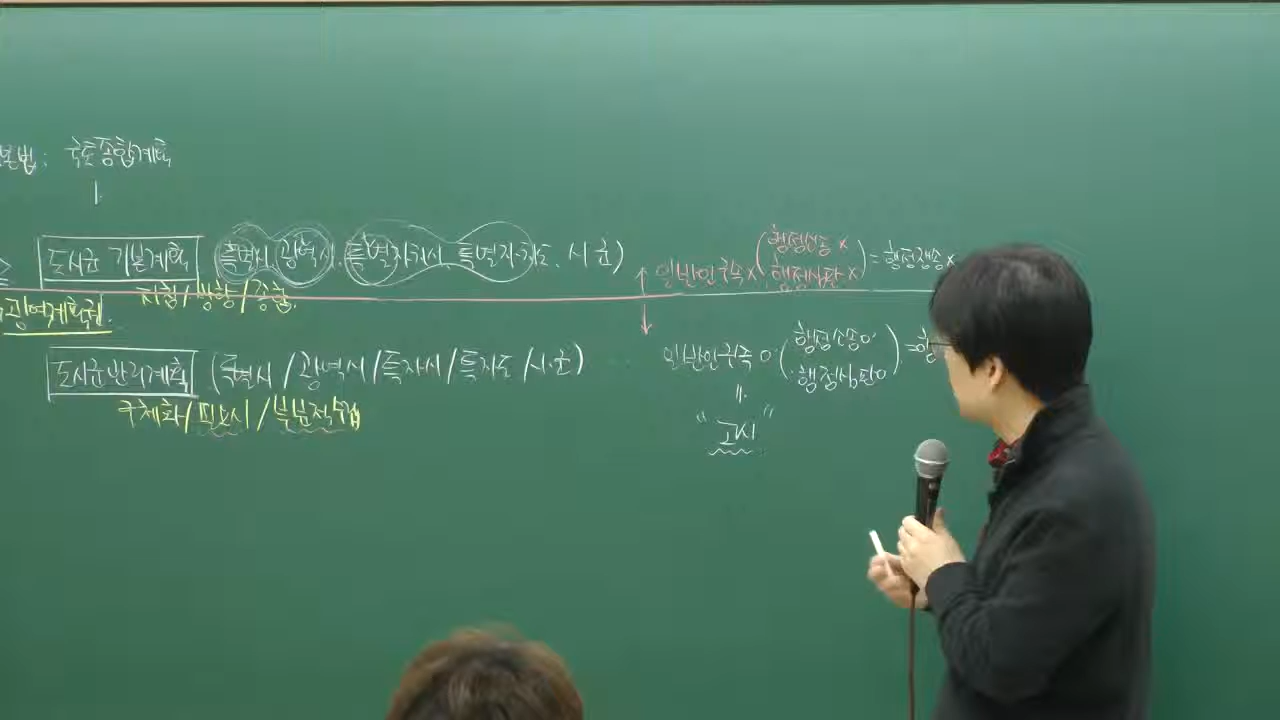 본법: 국토종합계획
도시군 기본계획 (특별시, 광역시, 특별자치시, 특별자치도, 시 군)
지침/방향/종합.
일반인 구속 x (행정소송 x 행정심판 x) = 행정쟁송 x
광역계획권.
도시군관리계획 (특별시/광역시/특자시/특자도/시·군)
구체화/필요시/부분적수립
일반인 구속 o (행정소송o 행정심판o) =
"고시"